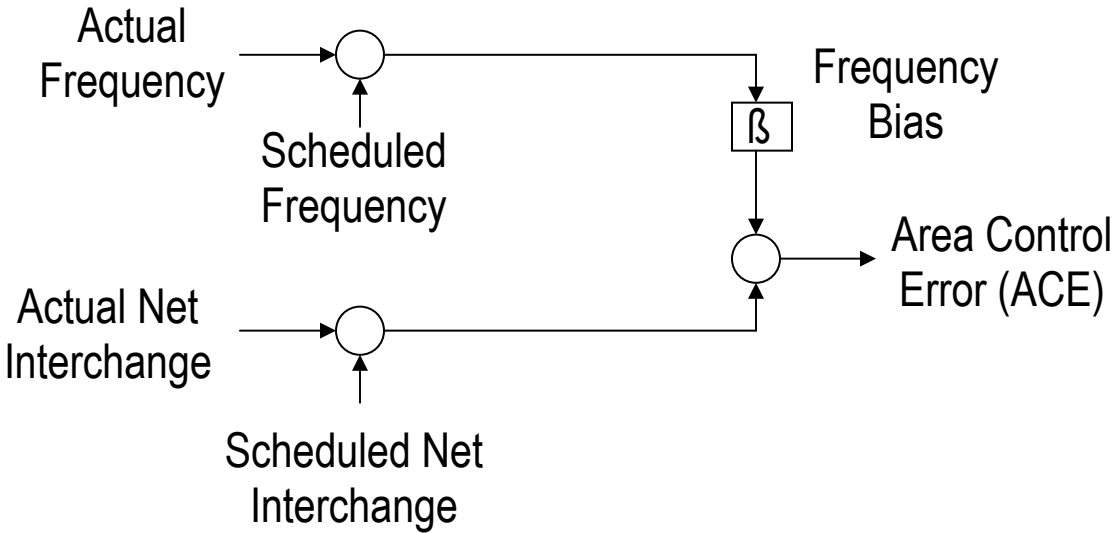 Actual
Frequency
Scheduled
Frequency
Frequency
Bias
ß
Area Control
Error (ACE)
Actual Net
Interchange
Scheduled Net
Interchange